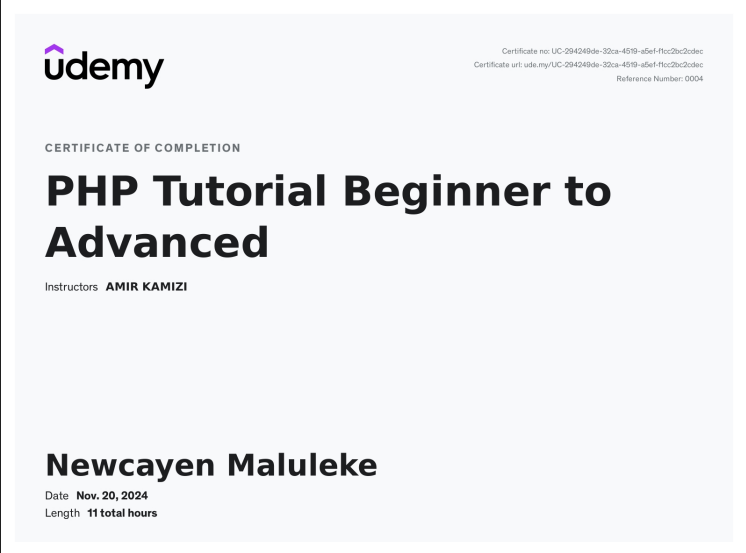 udemy
Certificate no: UC-294249de-32ca-4519-a5ef-f1cc2bc2cdec
Certificate url: ude.my/UC-294249de-32ca-4519-a5ef-f1cc2bc2cdec
Reference Number: 0004
CERTIFICATE OF COMPLETION
PHP Tutorial Beginner to
Advanced
Instructors AMIR KAMIZI
Newcayen Maluleke
Date Nov. 20, 2024
Length 11 total hours